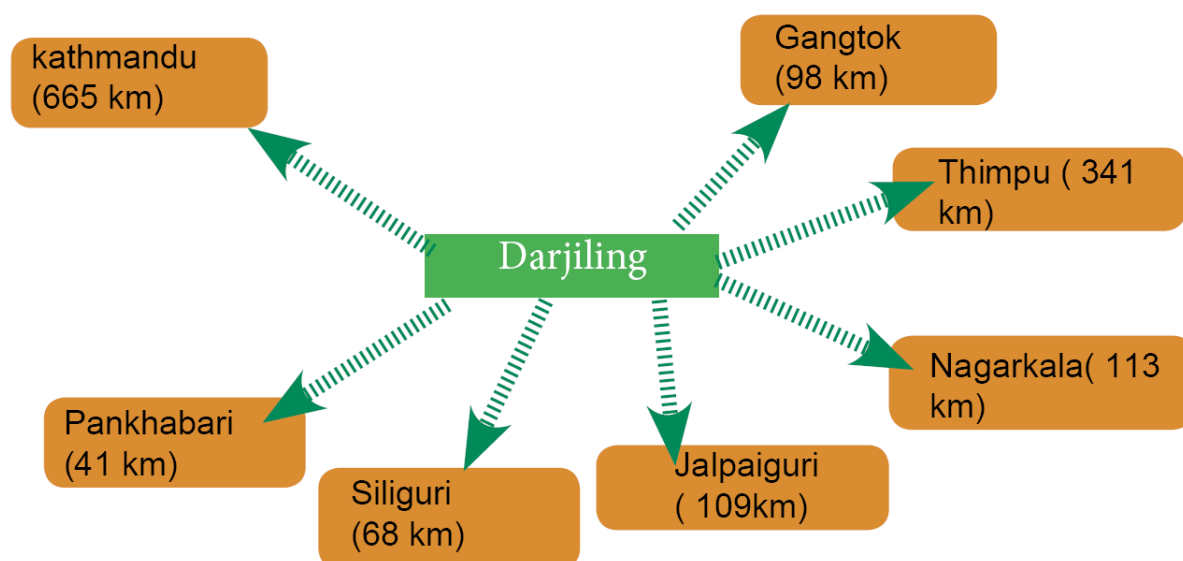 kathmandu
(665 km)
Gangtok
(98 km)
Thimpu ( 341
km)
Darjiling
Nagarkala( 113
km)
Pankhabari
(41 km)
Siliguri
(68 km)
Jalpaiguri
( 109km)